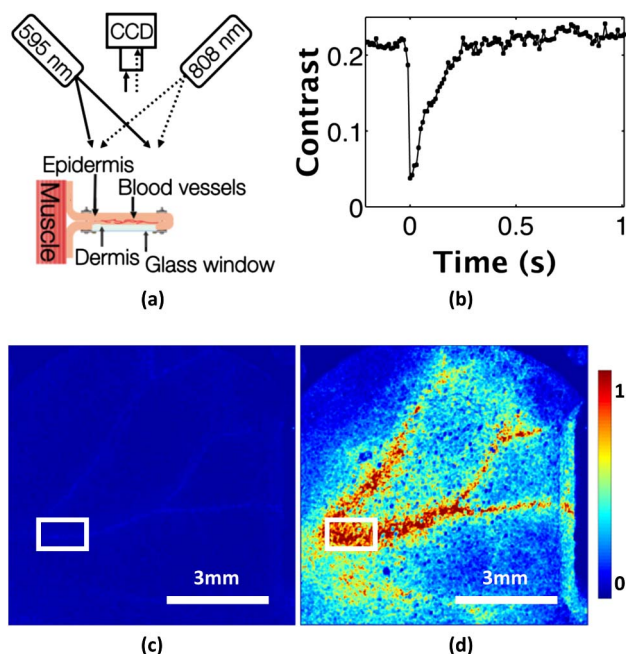 595 nm
CCD
808 nm
Epidermis
Blood vessels
Muscle
Dermis
Glass window
(a)
Contrast
0.2
0.1
0
0
0.5
1
Time (s)
(b)
3mm
(c)
3mm
(d)
1
0